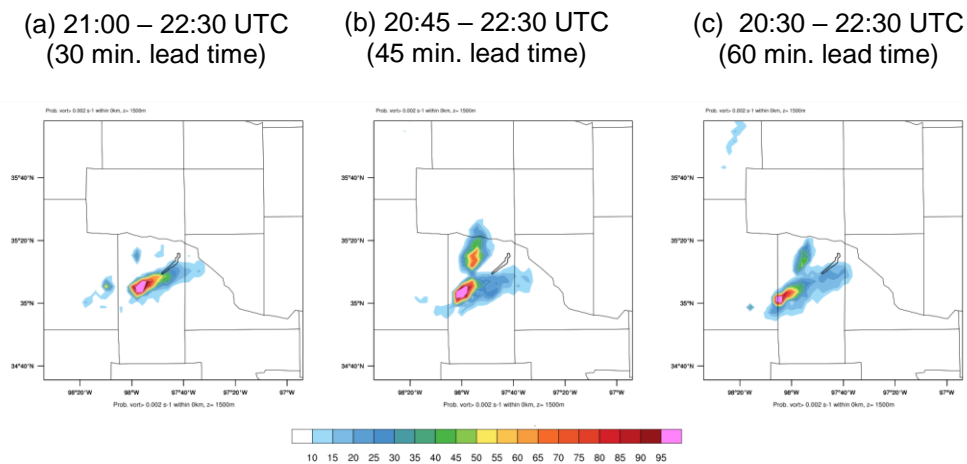 (a) 21:00 – 22:30 UTC
(30 min. lead time)
(b) 20:45 – 22:30 UTC
(45 min. lead time)
(c) 20:30 – 22:30 UTC
(60 min. lead time)
Prob. vort> 0.002 s-1 within 0km, z= 1500m
35°40'N
35°20'N
35°N
34°40'N
98°20'W 98°W 97°40'W 97°20'W 97°W
Prob. vort> 0.002 s-1 within 0km, z= 1500m
Prob. vort> 0.002 s-1 within 0km, z= 1500m
35°40'N
35°20'N
35°N
34°40'N
98°20'W 98°W 97°40'W 97°20'W 97°W
Prob. vort> 0.002 s-1 within 0km, z= 1500m
Prob. vort> 0.002 s-1 within 0km, z= 1500m
35°40'N
35°20'N
35°N
34°40'N
98°20'W 98°W 97°40'W 97°20'W 97°W
Prob. vort> 0.002 s-1 within 0km, z= 1500m
10 15 20 25 30 35 40 45 50 55 60 65 70 75 80 85 90 95